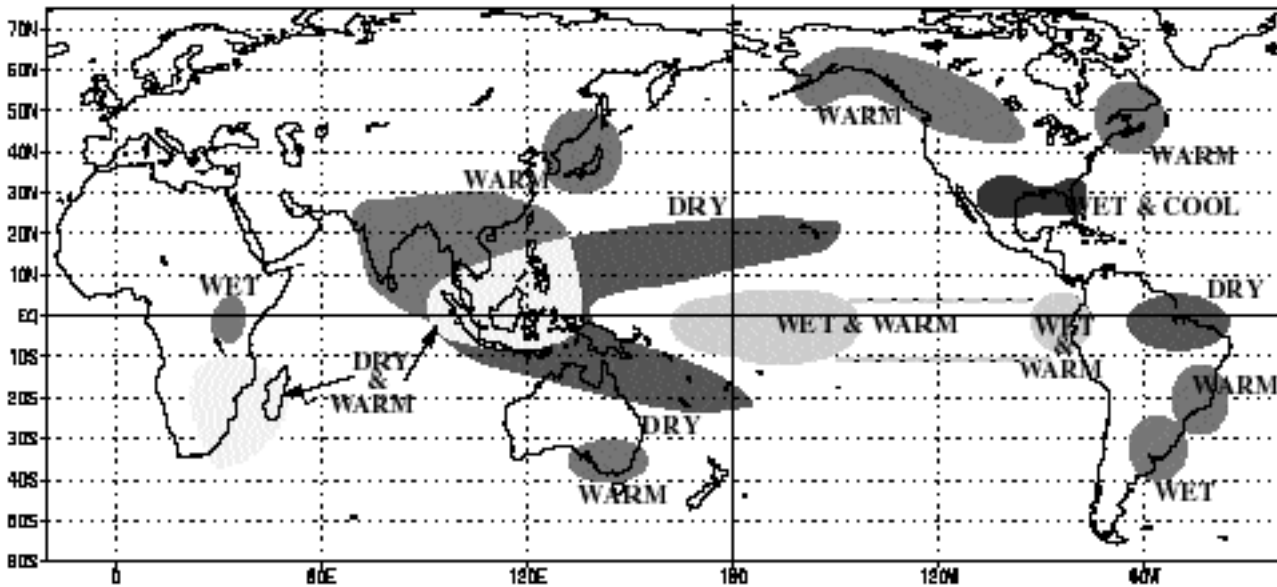 70N
60N
WARM
50N
WARM
40N
WARM
30N
DRY
WET & COOL
20N
10N
WET
DRY
EQ
WET & WARM
WET
&
WARM
10S
DRY
&
WARM
WARM
20S
DRY
30S
40S
WARM
WET
50S
60S
80S
0
60E
120E
180
120W
60W